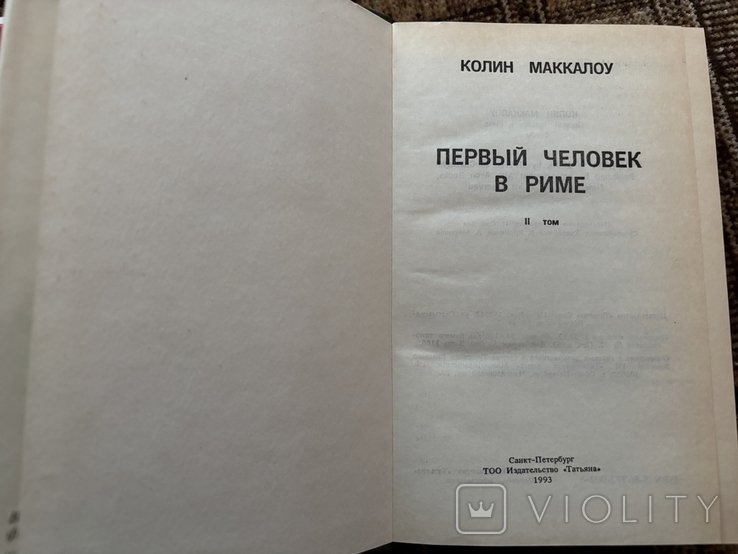 КОЛИН МАККАЛОУ
ПЕРВЫЙ ЧЕЛОВЕК
В РИМЕ
II том
Санкт-Петербург
ТОО Издательство «Татьяна»
1993
VIOLITY